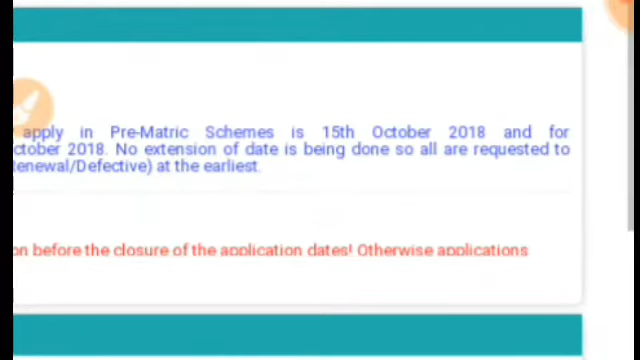 apply in Pre-Matric Schemes is 15th October 2018 and for
ctober 2018. No extension of date is being done so all are requested to
enewal/Defective) at the earliest.
on before the closure of the application dates! Otherwise applications